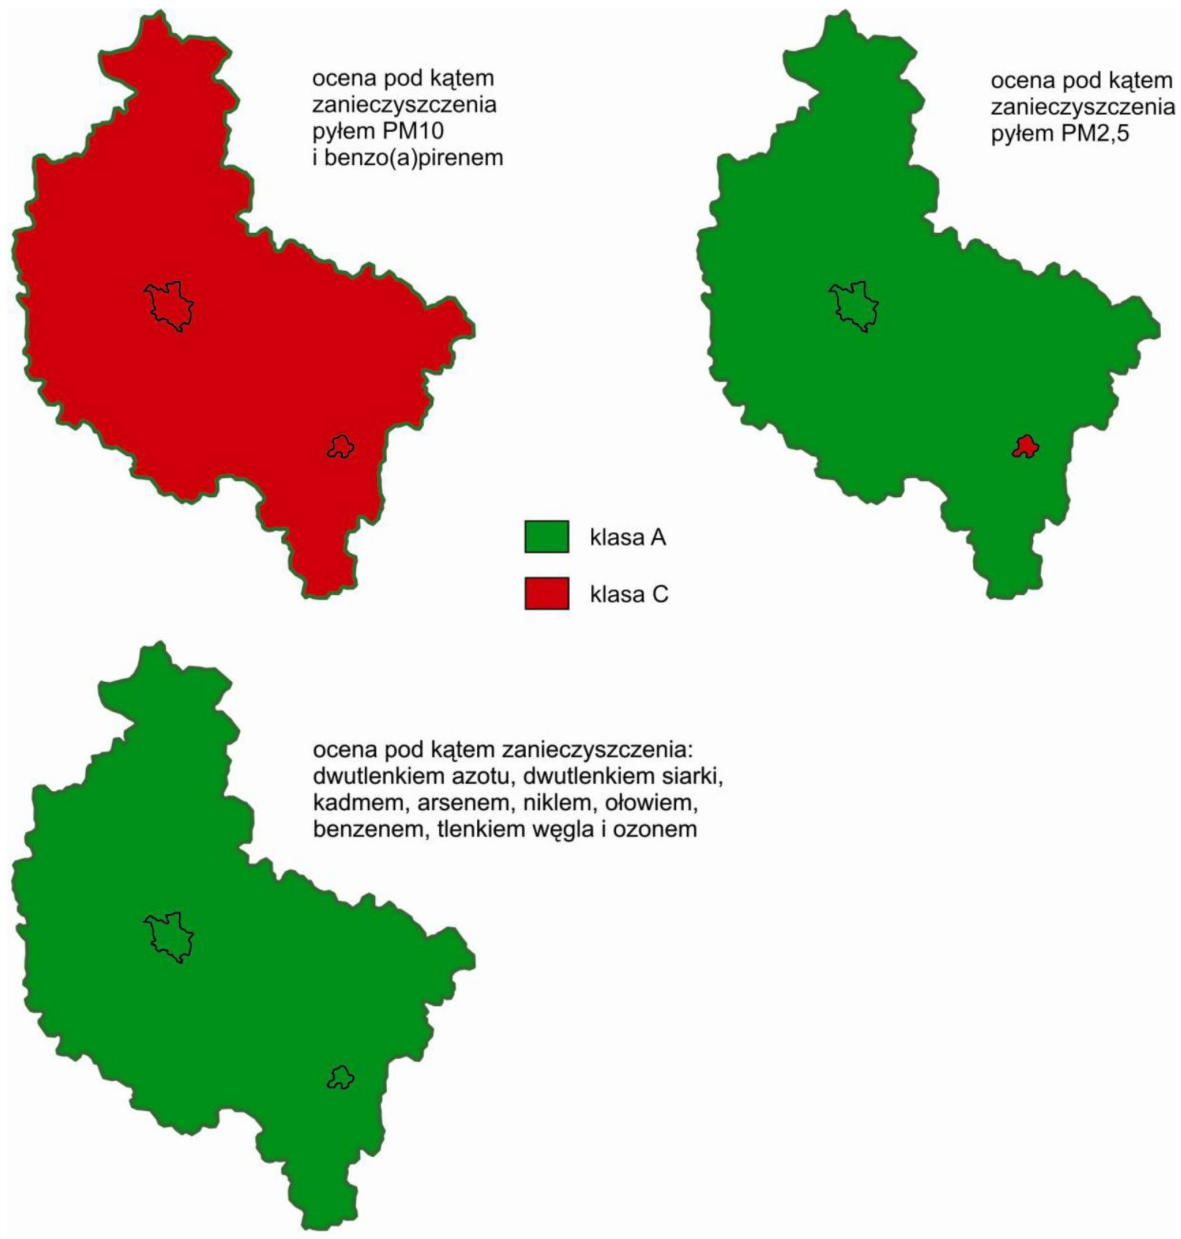 ocena pod kątem
zanieczyszczenia
pyłem PM10
i benzo(a)pirenem
ocena pod kątem
zanieczyszczenia
pyłem PM2,5
klasa A
klasa C
ocena pod kątem zanieczyszczenia:
dwutlenkiem azotu, dwutlenkiem siarki,
kadmem, arsenem, niklem, ołowiem,
benzenem, tlenkiem węgla i ozonem